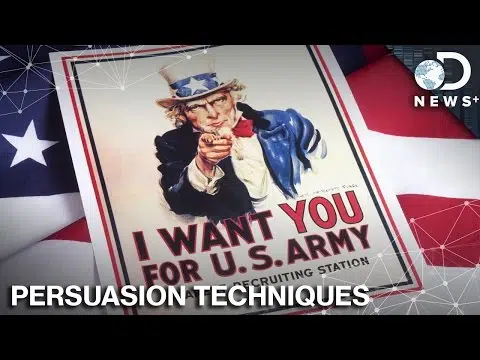 D
NEWS+
I WANT YOU
FOR U.S. ARMY
RECRUITING STATION
PERSUASION TECHNIQUES